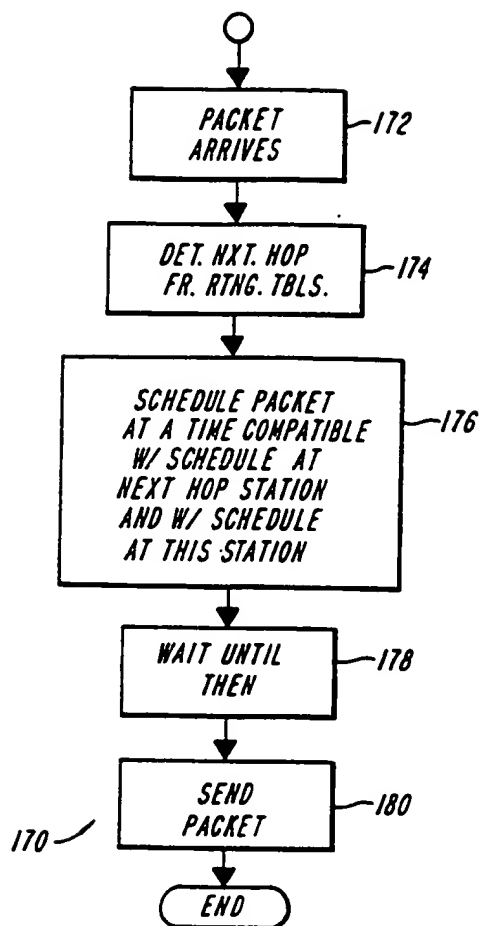 PACKET
ARRIVES
172
DET. NXT. HOP
FR. RTNG. TBLS.
174
SCHEDULE PACKET
AT A TIME COMPATIBLE
W/ SCHEDULE AT
NEXT HOP STATION
AND W/ SCHEDULE
AT THIS STATION
176
WAIT UNTIL
THEN
178
SEND
PACKET
180
170
END